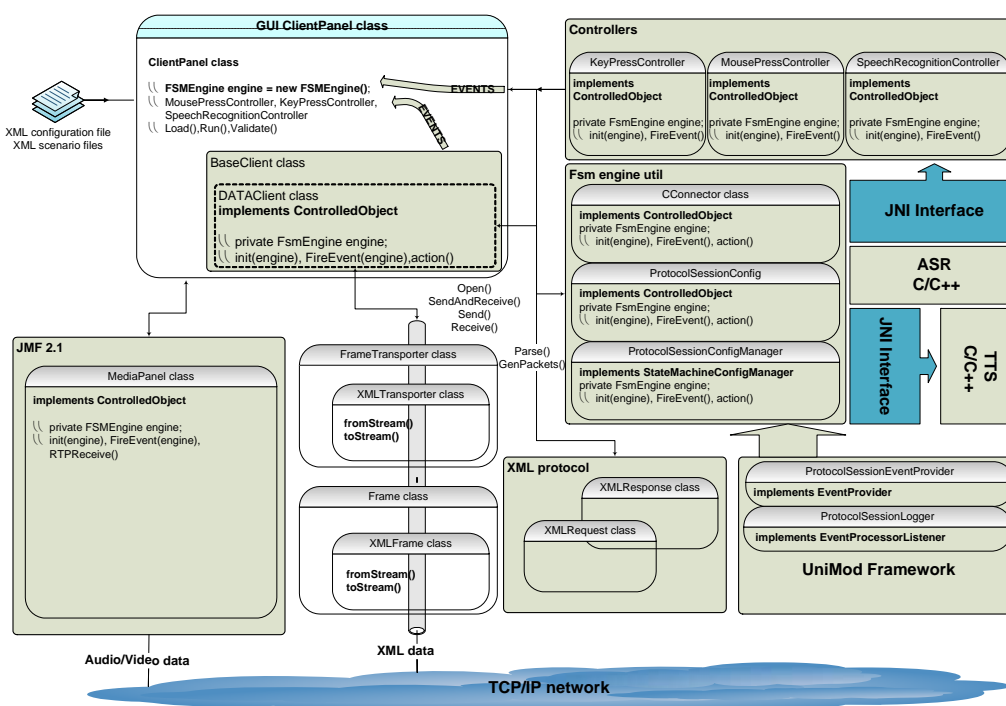 GUI ClientPanel class
ClientPanel class
FSMEngine engine = new FSMEngine();
MousePressController, KeyPressController,
SpeechRecognitionController
Load(),Run(),Validate()
EVENTS
EVENTS
XML configuration file
XML scenario files
BaseClient class
DATAClient class
implements ControlledObject
private FsmEngine engine;
init(engine), FireEvent(engine),action()
Controllers
KeyPressController
implements
ControlledObject
private FsmEngine engine;
init(engine), FireEvent()
MousePressController
implements
ControlledObject
private FsmEngine engine;
init(engine), FireEvent()
SpeechRecognitionController
implements
ControlledObject
private FsmEngine engine;
init(engine), FireEvent()
Fsm engine util
CConnector class
implements ControlledObject
private FsmEngine engine;
init(engine), FireEvent(), action()
ProtocolSessionConfig
implements ControlledObject
private FsmEngine engine;
init(engine), FireEvent(), action()
ProtocolSessionConfigManager
implements StateMachineConfigManager
private FsmEngine engine;
init(engine), FireEvent(), action()
JNI Interface
ASR
C/C++
JNI Interface
TTS
C/C++
Open()
SendAndReceive()
Send()
Receive()
Parse()
GenPackets()
JMF 2.1
MediaPanel class
implements ControlledObject
private FSMEngine engine;
init(engine), FireEvent(engine),
RTPReceive()
FrameTransporter class
XMLTransporter class
fromStream()
toStream()
Frame class
XMLFrame class
fromStream()
toStream()
XML protocol
XMLResponse class
XMLRequest class
ProtocolSessionEventProvider
implements EventProvider
ProtocolSessionLogger
implements EventProcessorListener
UniMod Framework
Audio/Video data
XML data
TCP/IP network